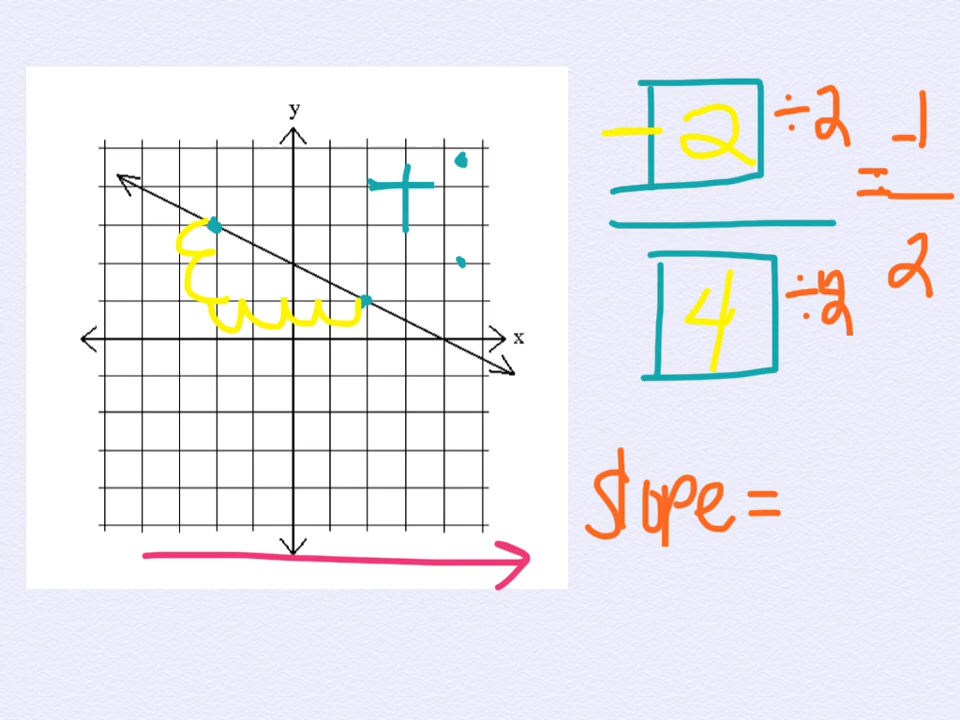 y
x
-2 ÷2 = -1
4 ÷2 2
slope =